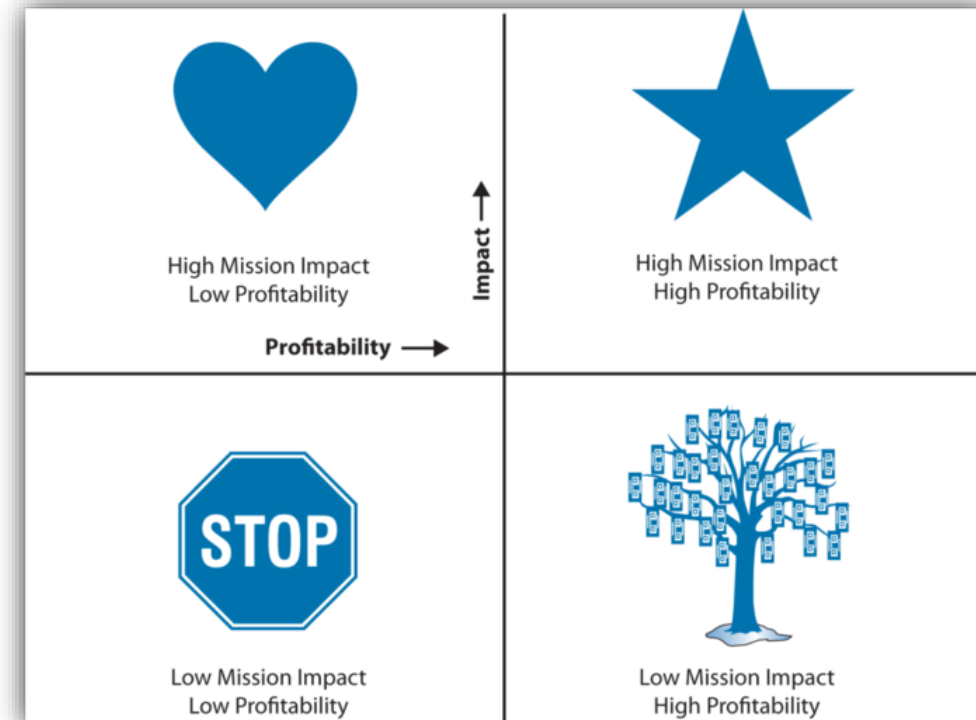 High Mission Impact
Low Profitability
High Mission Impact
High Profitability
Impact
Profitability
STOP
Low Mission Impact
Low Profitability
Low Mission Impact
High Profitability